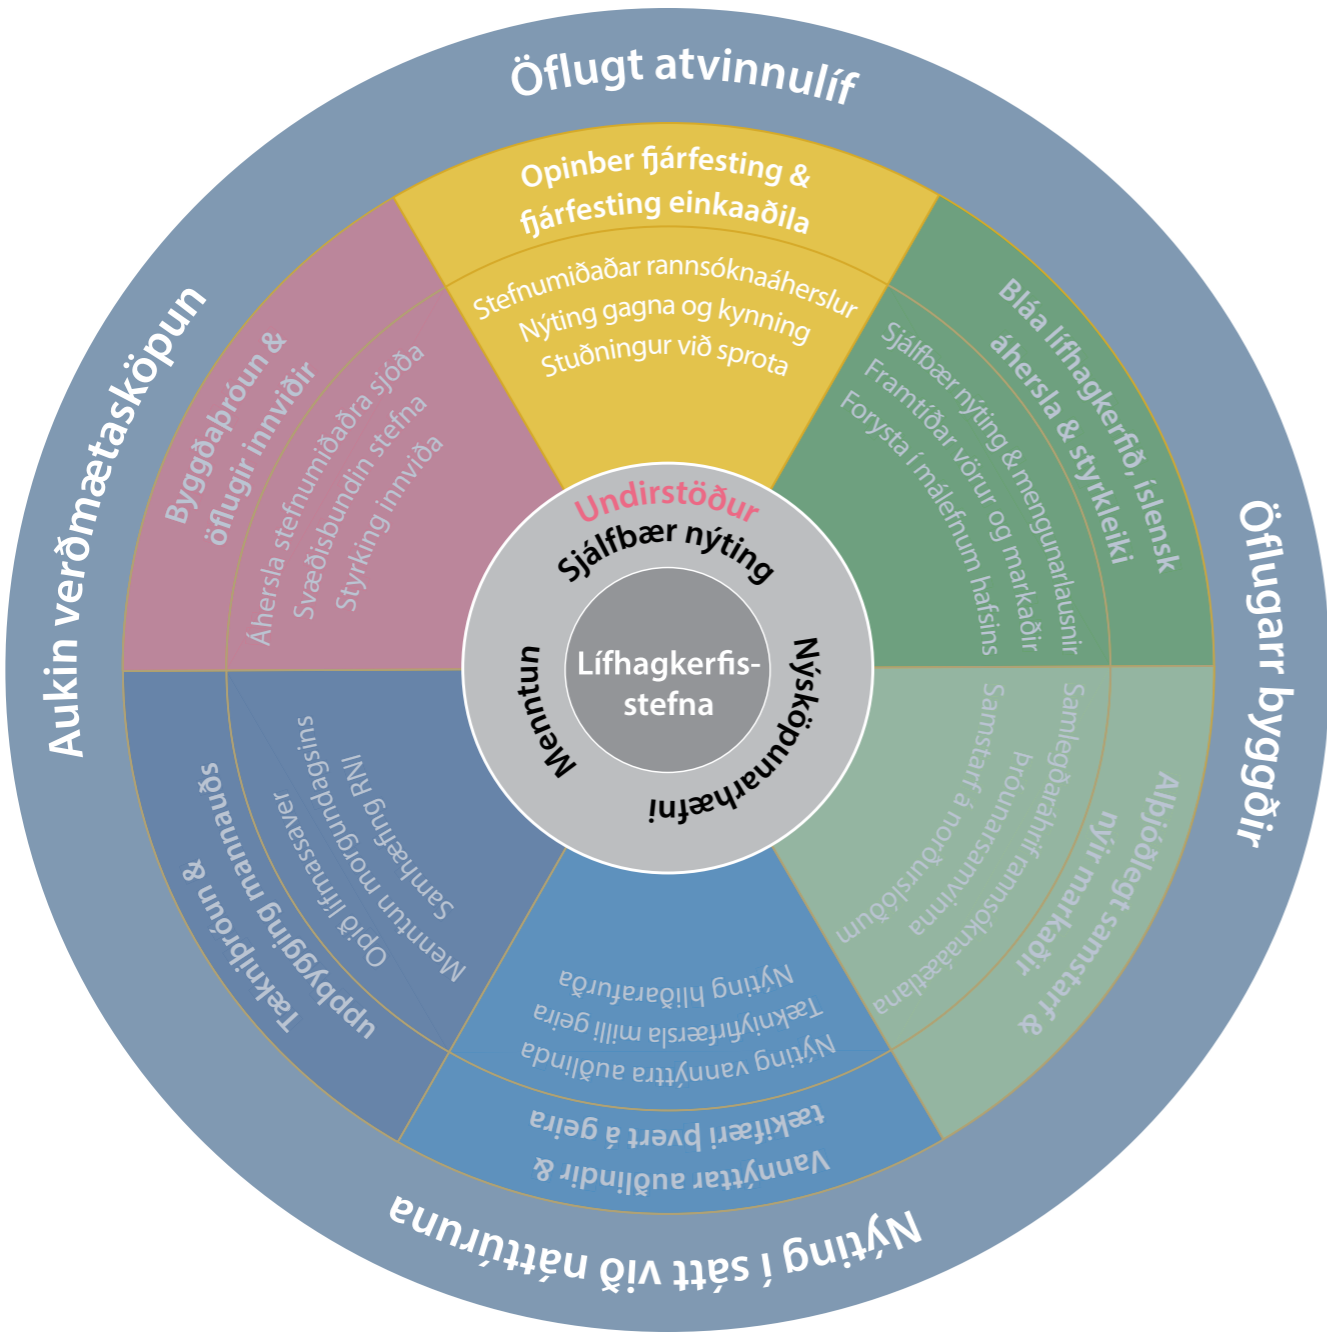 Öflugt atvinnulíf
Opinber fjárfesting &
fjárfesting einkaaðila
Stefnumiðaðar rannsóknaáherslur
Nýting gagna og kynning
Stuðningur við sprota
Bláa lífhagkerfið, íslensk
áhersla & styrkleiki
Sjálfbær nýting & mengunarlausnir
Framtíðar vörur og markaðir
Forysta í málefnum hafsins
Öflugarr byggðir
Alþjóðlegt samstarf &
nýir markaðir
Samlegðaráhrif rannsóknaáætlana
Þróunarsamvinna
Samstarf á norðurslóðum
Nýting í sátt við náttúruna
Vannýttar auðlindir &
tækifæri þvert á geira
Nýting vannýttra auðlinda
Tækniyfirfærsla milli geira
Nýting hliðarafurða
Tækniþróun &
uppbygging mannauðs
Opið lífmassaver
Menntun morgundagsins
Samhæfing RNI
Aukin verðmætasköpun
Byggðaþróun &
öflugir innviðir
Áhersla stefnumiðaðra sjóða
Svæðisbundin stefna
Styrking innviða
Undirstöður
Sjálfbær nýting
Nýsköpunarhæfni
Menntun
Lífhagkerfis-
stefna